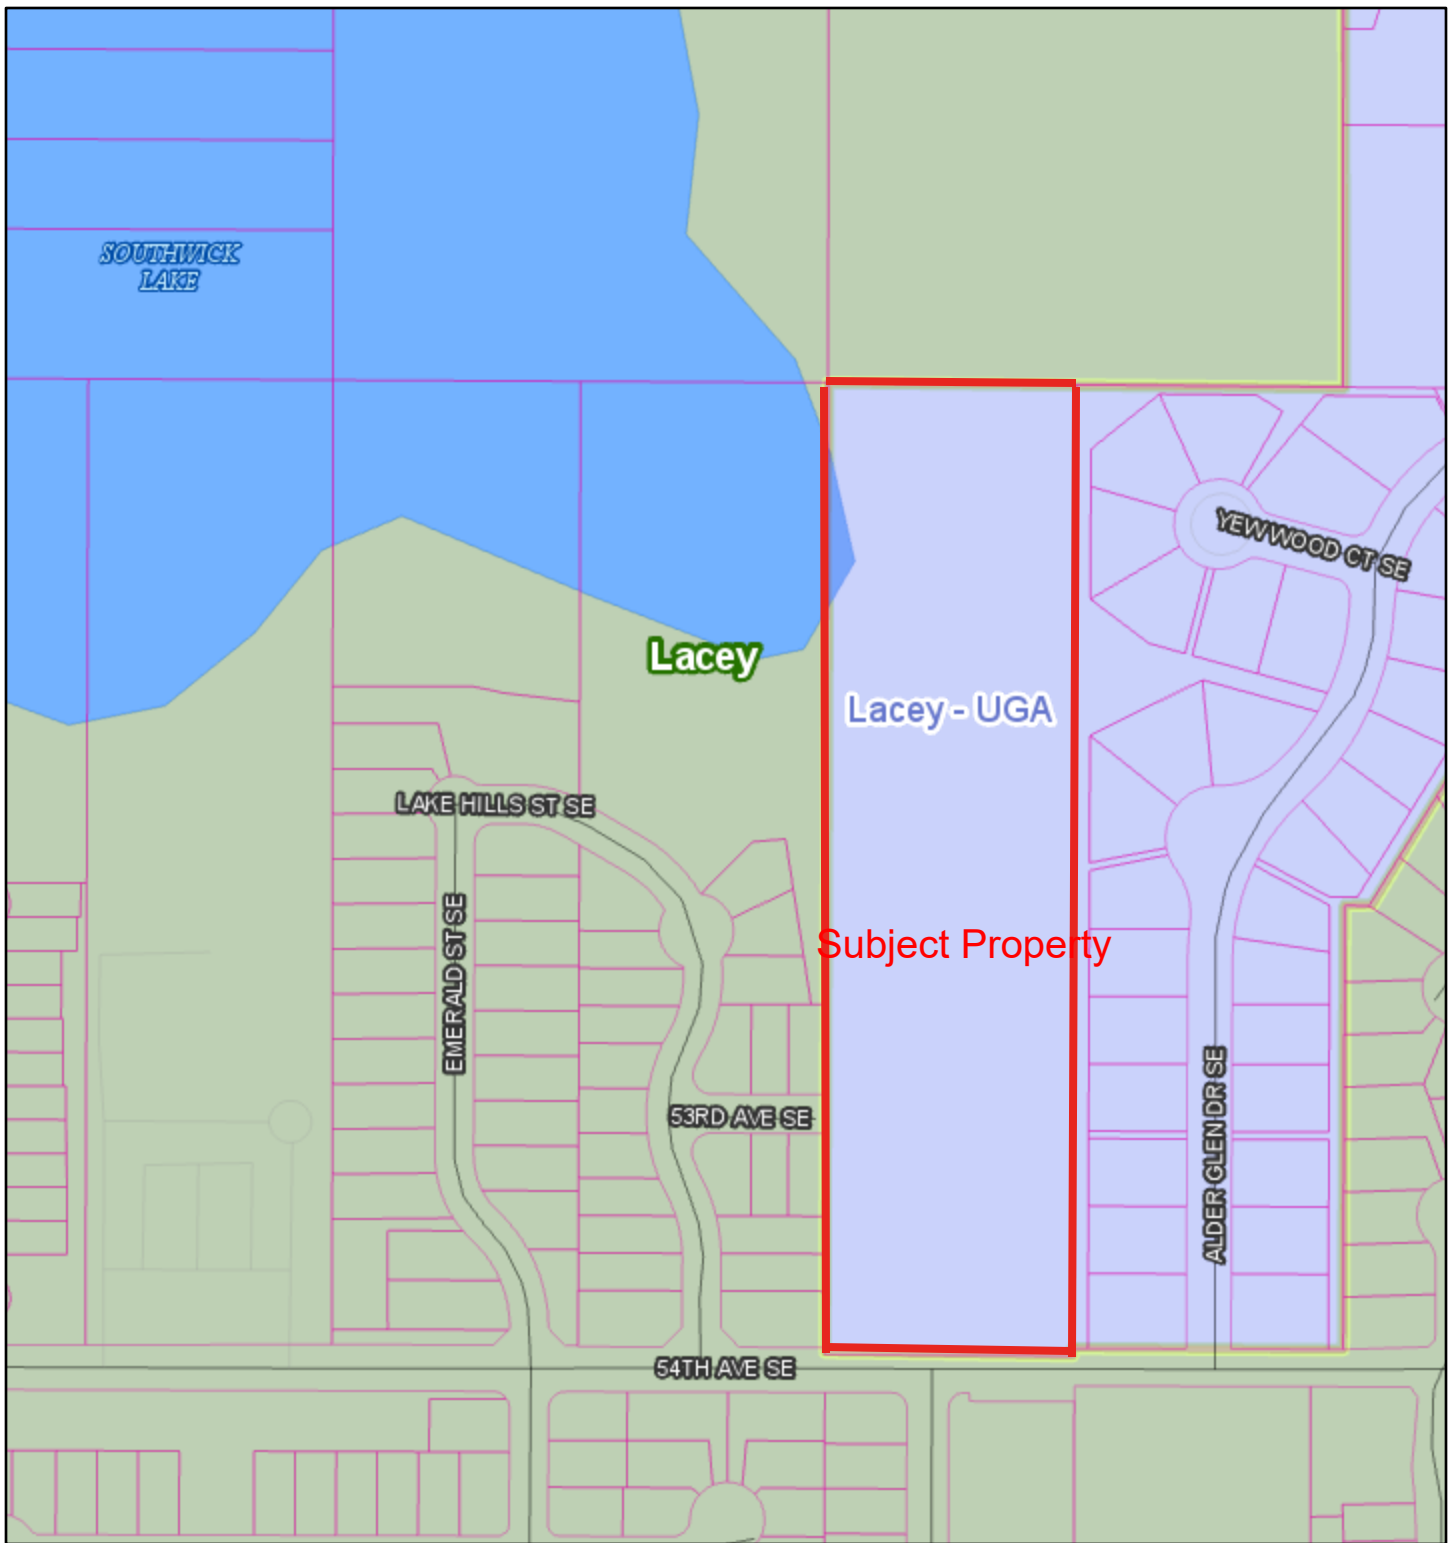 SOUTHWICK
LAKE
YEWWOOD CT SE
Lacey
Lacey - UGA
LAKE HILLS ST SE
Subject Property
EMERALD ST SE
53RD AVE SE
ALDER GLEN DR SE
54TH AVE SE